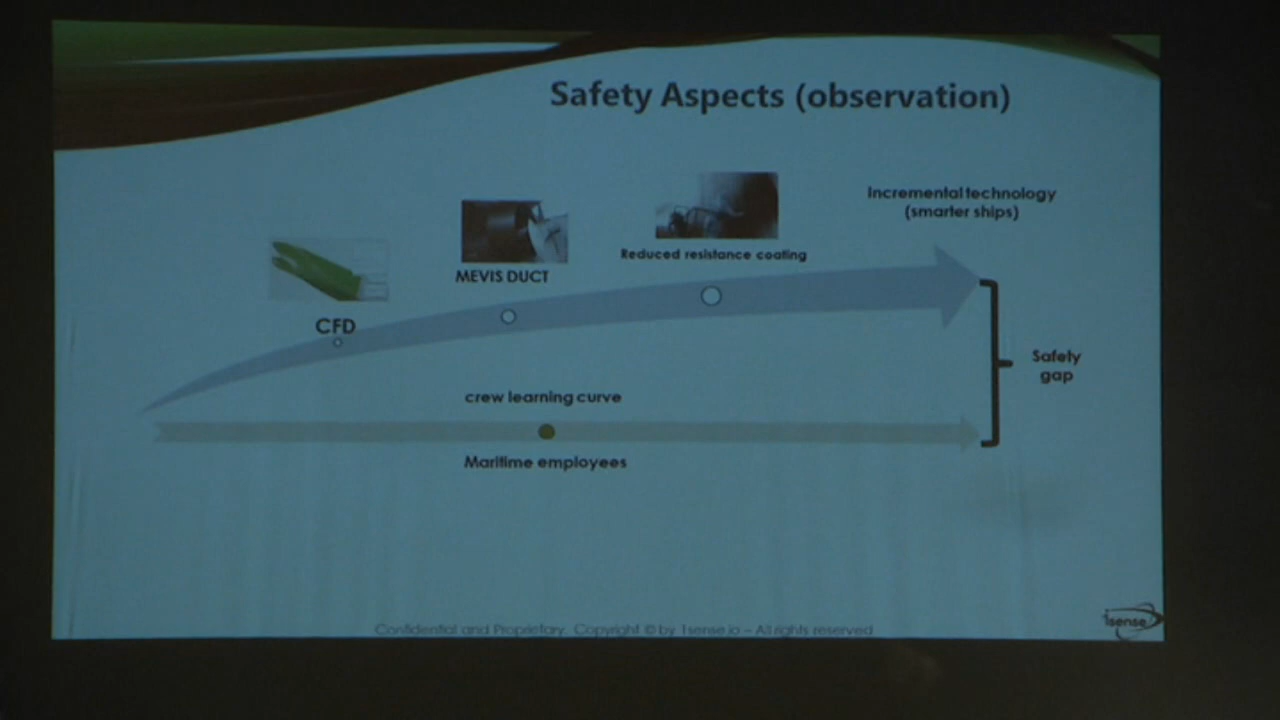 Safety Aspects (observation)
Incremental technology
(smarter ships)
Reduced resistance coating
MEVIS DUCT
CFD
Safety
gap
crew learning curve
Maritime employees
Confidential and Proprietary. Copyright © by 1sense.io – All rights reserved
1sense